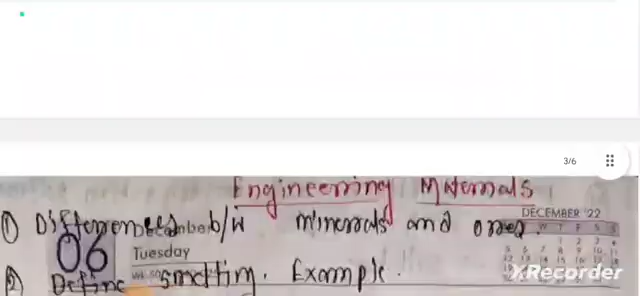 3/6
Engineering Materials
① Differences b/w minerals and ores
DECEMBER '22
06 Tuesday
② Define smelting. Example.
XRecorder